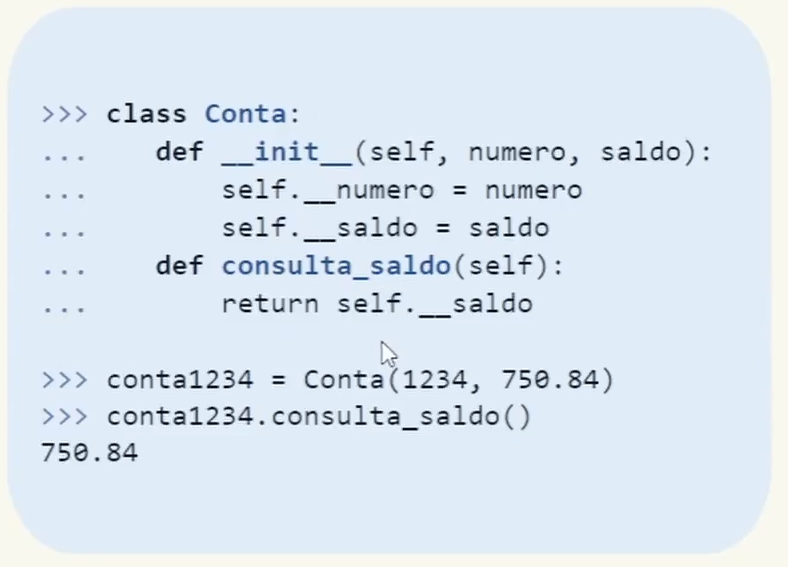 >>> class Conta:
...    def __init__(self, numero, saldo):
...        self.__numero = numero
...        self.__saldo = saldo
...    def consulta_saldo(self):
...        return self.__saldo
>>> conta1234 = Conta(1234, 750.84)
>>> conta1234.consulta_saldo()
750.84